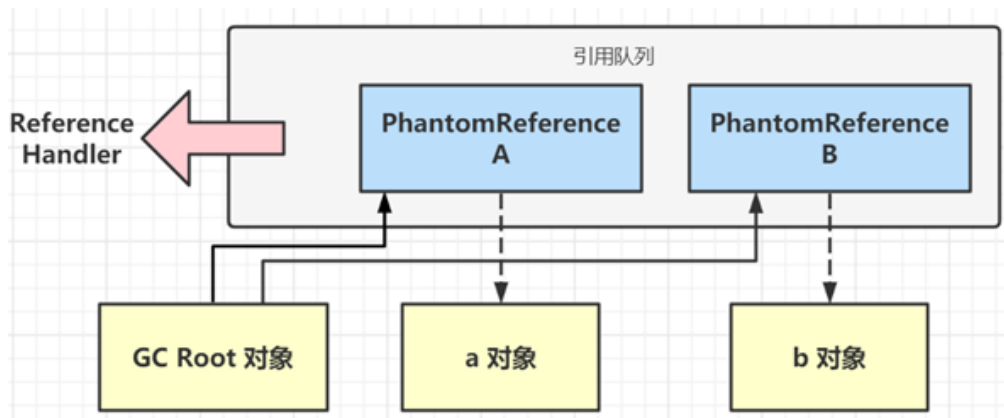 引用队列
Reference
Handler
PhantomReference
A
PhantomReference
B
GC Root 对象
a 对象
b 对象